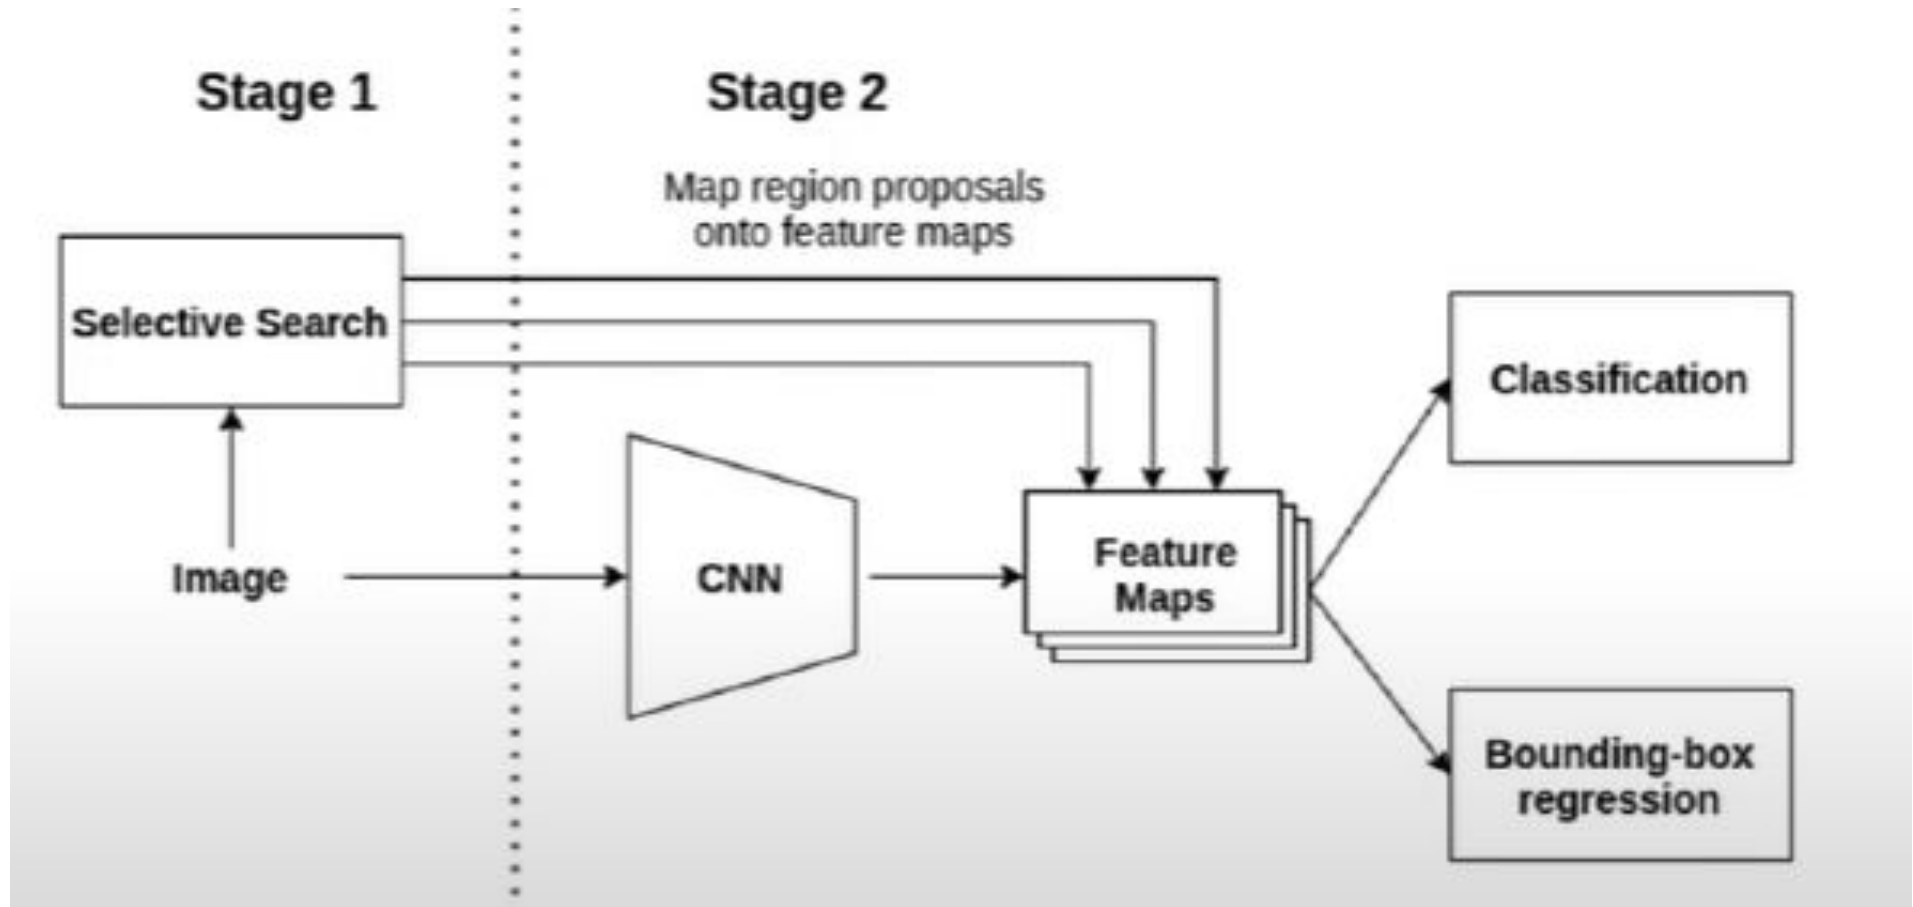 Stage 1
Stage 2
Map region proposals
onto feature maps
Selective Search
Classification
Image
CNN
Feature
Maps
Bounding-box
regression